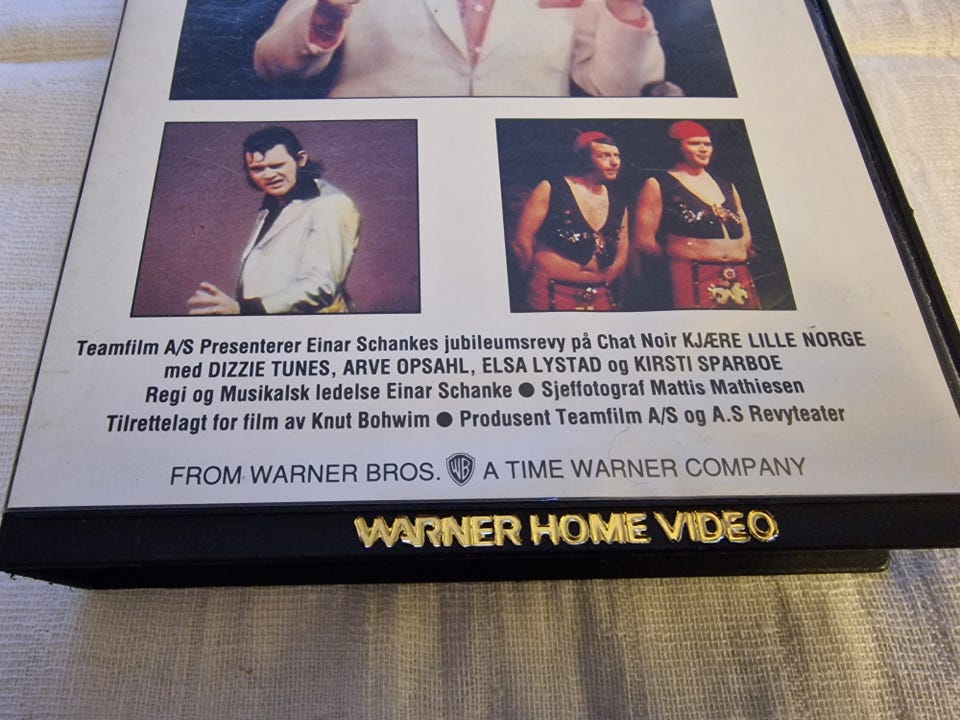 Teamfilm A/S Presenterer Einar Schankes jubileumsrevy på Chat Noir KJÆRE LILLE NORGE
med DIZZIE TUNES, ARVE OPSAHL, ELSA LYSTAD og KIRSTI SPARBOE
Regi og Musikalsk ledelse Einar Schanke ● Sjeffotograf Mattis Mathiesen
Tilrettelagt for film av Knut Bohwim ● Produsent Teamfilm A/S og A.S Revyteater
FROM WARNER BROS. WB A TIME WARNER COMPANY
WARNER HOME VIDEO